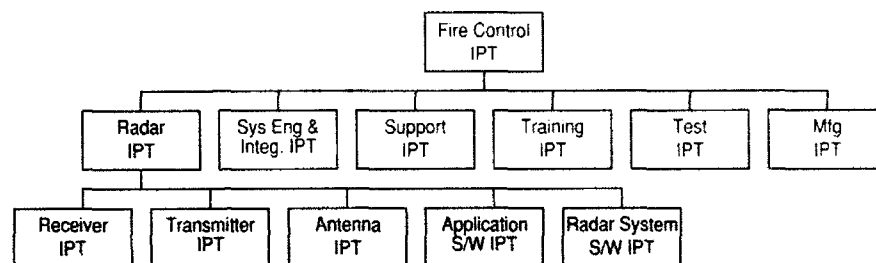 Fire Control
IPT
Radar
IPT
Sys Eng &
Integ. IPT
Support
IPT
Training
IPT
Test
IPT
Mfg
IPT
Receiver
IPT
Transmitter
IPT
Antenna
IPT
Application
S/W IPT
Radar System
S/W IPT